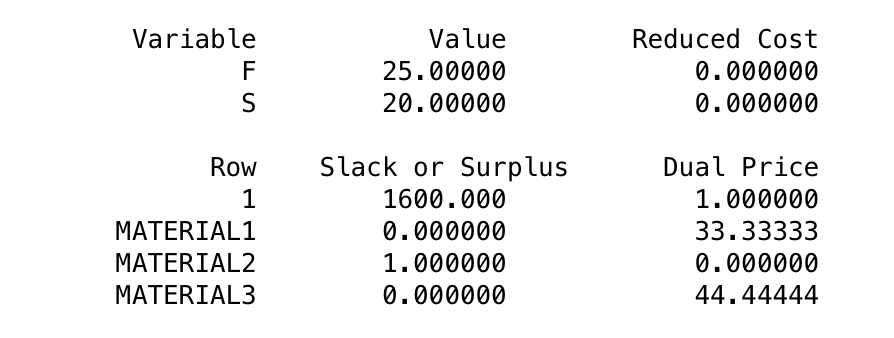 Variable Value Reduced Cost
F 25.00000 0.000000
S 20.00000 0.000000
Row Slack or Surplus Dual Price
1 1600.000 1.000000
MATERIAL1 0.000000 33.33333
MATERIAL2 1.000000 0.000000
MATERIAL3 0.000000 44.44444